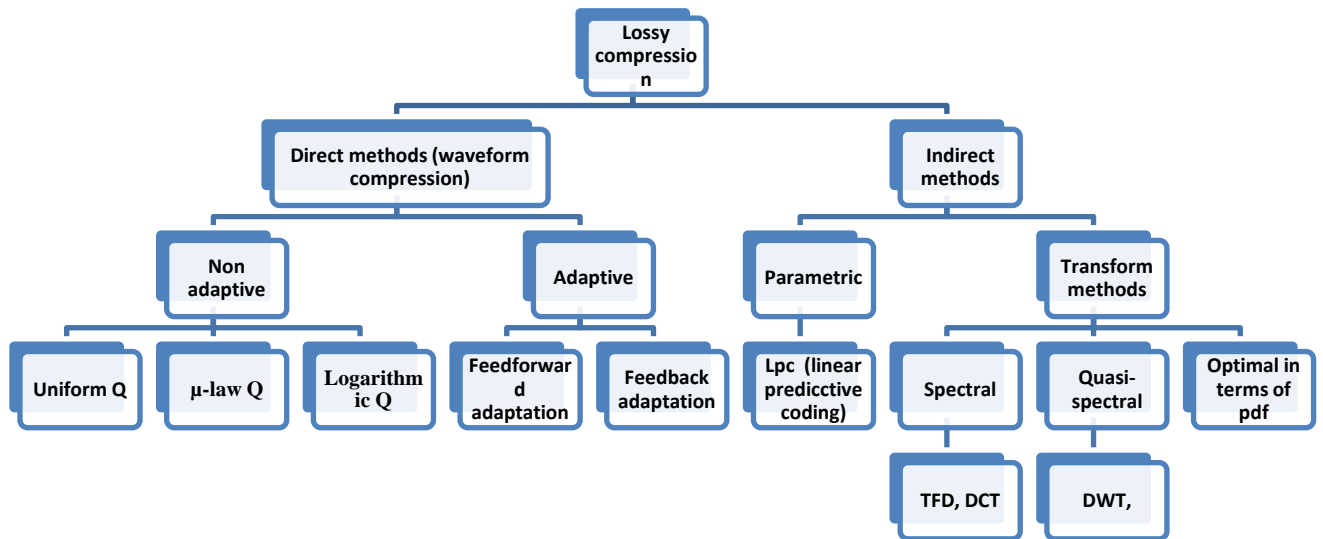 Lossy
compressio
n
Direct methods (waveform
compression)
Indirect
methods
Non
adaptive
Adaptive
Parametric
Transform
methods
Uniform Q
μ-law Q
Logarithm
ic Q
Feedforwar
d
adaptation
Feedback
adaptation
Lpc (linear
predicctive
coding)
Spectral
Quasi-
spectral
Optimal in
terms of
pdf
TFD, DCT
DWT,